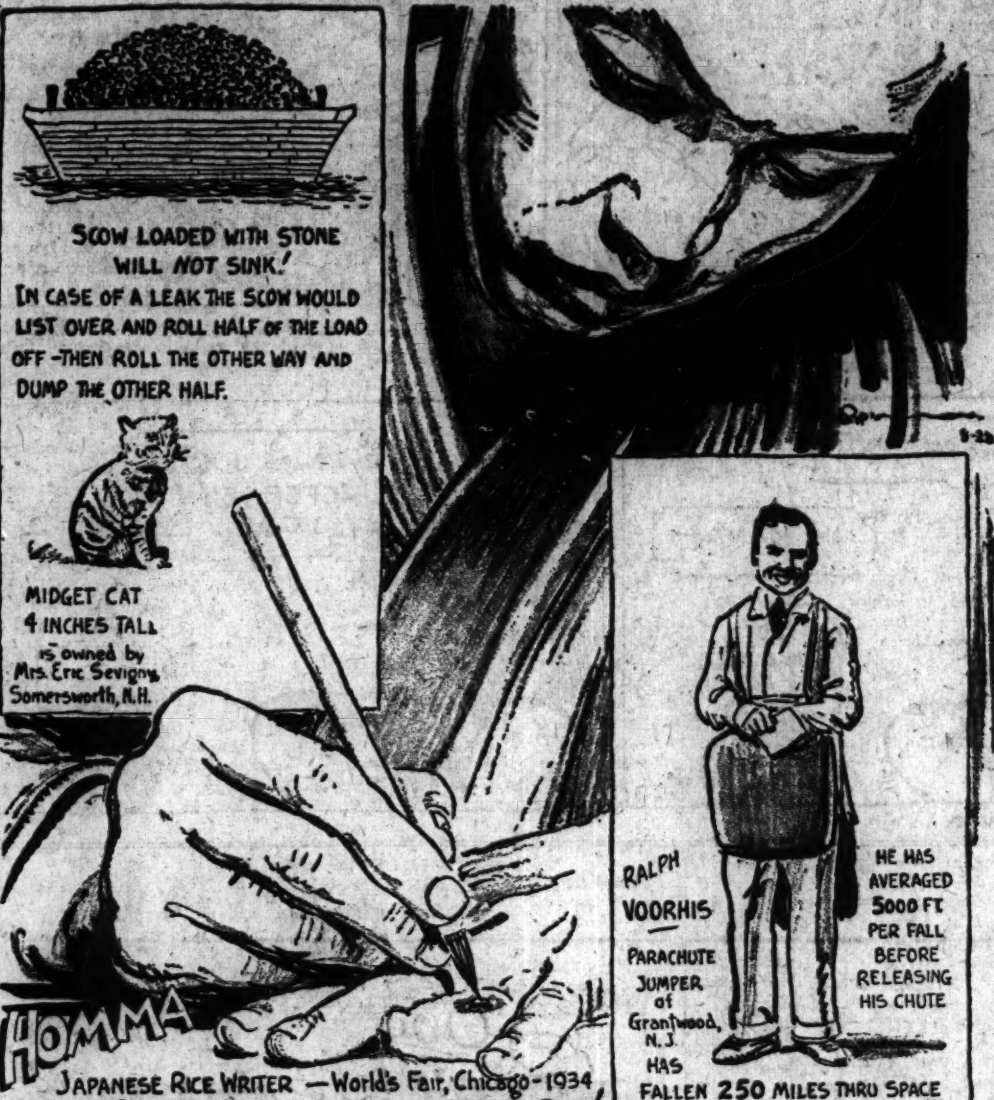 SCOW LOADED WITH STONE
WILL NOT SINK!
IN CASE OF A LEAK THE SCOW WOULD
LIST OVER AND ROLL HALF OF THE LOAD
OFF - THEN ROLL THE OTHER WAY AND
DUMP THE OTHER HALF.
MIDGET CAT
4 INCHES TALL
is owned by
Mrs. Eric Sevigny,
Somersworth, N.H.
HOMMA
JAPANESE RICE WRITER — World's Fair, Chicago - 1934
RALPH
VOORHIS
PARACHUTE
JUMPER
of
Grantwood,
N.J.
HAS
FALLEN 250 MILES THRU SPACE
HE HAS
AVERAGED
5000 FT
PER FALL
BEFORE
RELEASING
HIS CHUTE